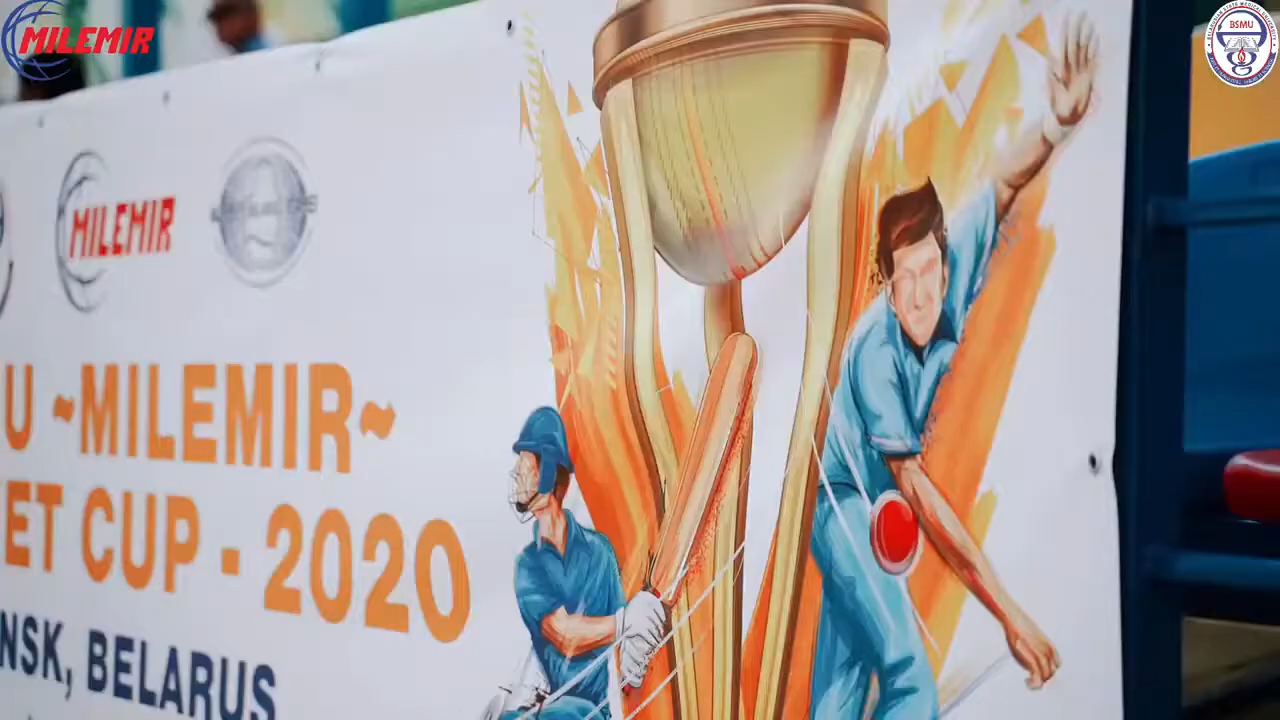 MILEMIR
BSMU
MILEMIR
U ~MILEMIR~
ET CUP - 2020
NSK, BELARUS